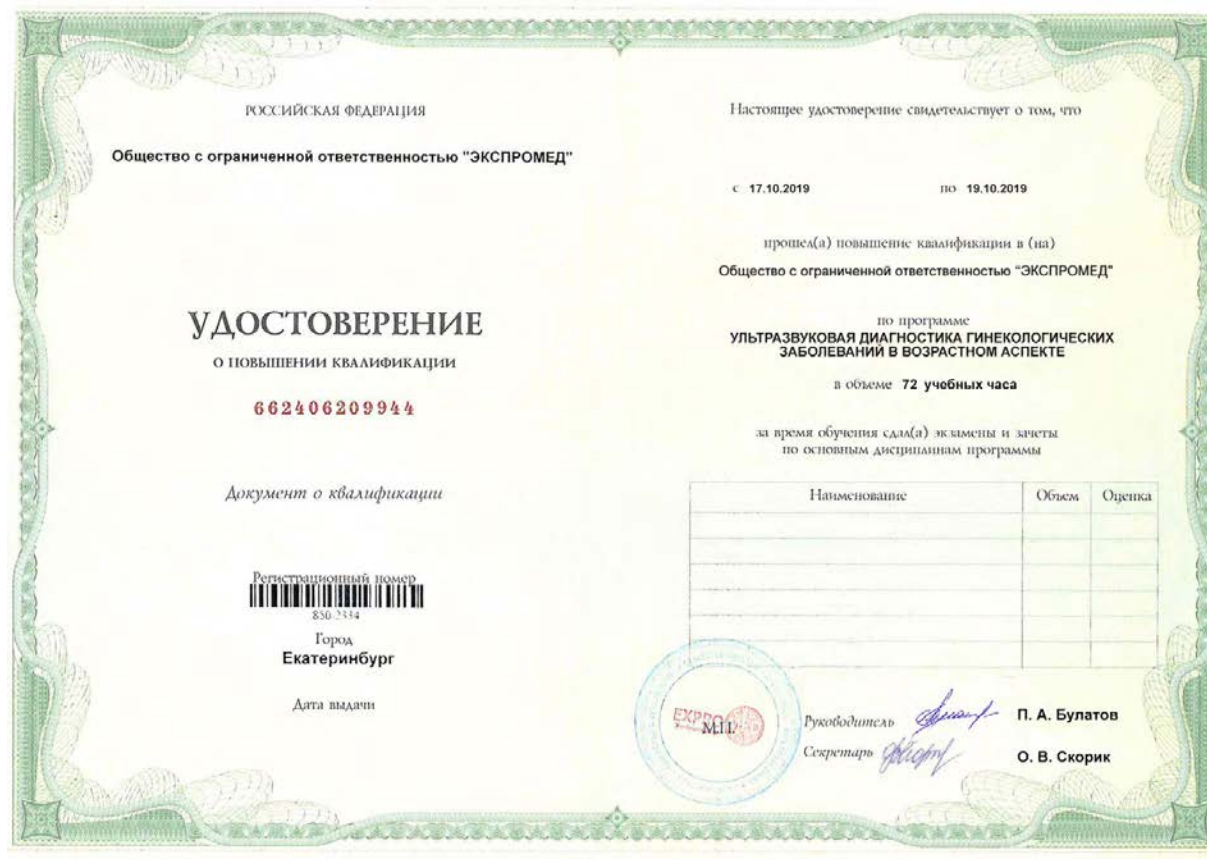 РОССИЙСКАЯ ФЕДЕРАЦИЯ
Общество с ограниченной ответственностью "ЭКСПРОМЕД"
УДОСТОВЕРЕНИЕ
О ПОВЫШЕНИИ КВАЛИФИКАЦИИ
662406209944
Документ о квалификации
Регистрационный номер
850-2334
Город
Екатеринбург
Дата выдачи
Настоящее удостоверение свидетельствует о том, что
с 17.10.2019 по 19.10.2019
прошел(а) повышение квалификации в (на)
Общество с ограниченной ответственностью "ЭКСПРОМЕД"
по программе
УЛЬТРАЗВУКОВАЯ ДИАГНОСТИКА ГИНЕКОЛОГИЧЕСКИХ
ЗАБОЛЕВАНИЙ В ВОЗРАСТНОМ АСПЕКТЕ
в объеме 72 учебных часа
за время обучения сдал(а) экзамены и зачеты
по основным дисциплинам программы
Наименование Объем Оценка
М.П.
Руководитель П. А. Булатов
Секретарь О. В. Скорик